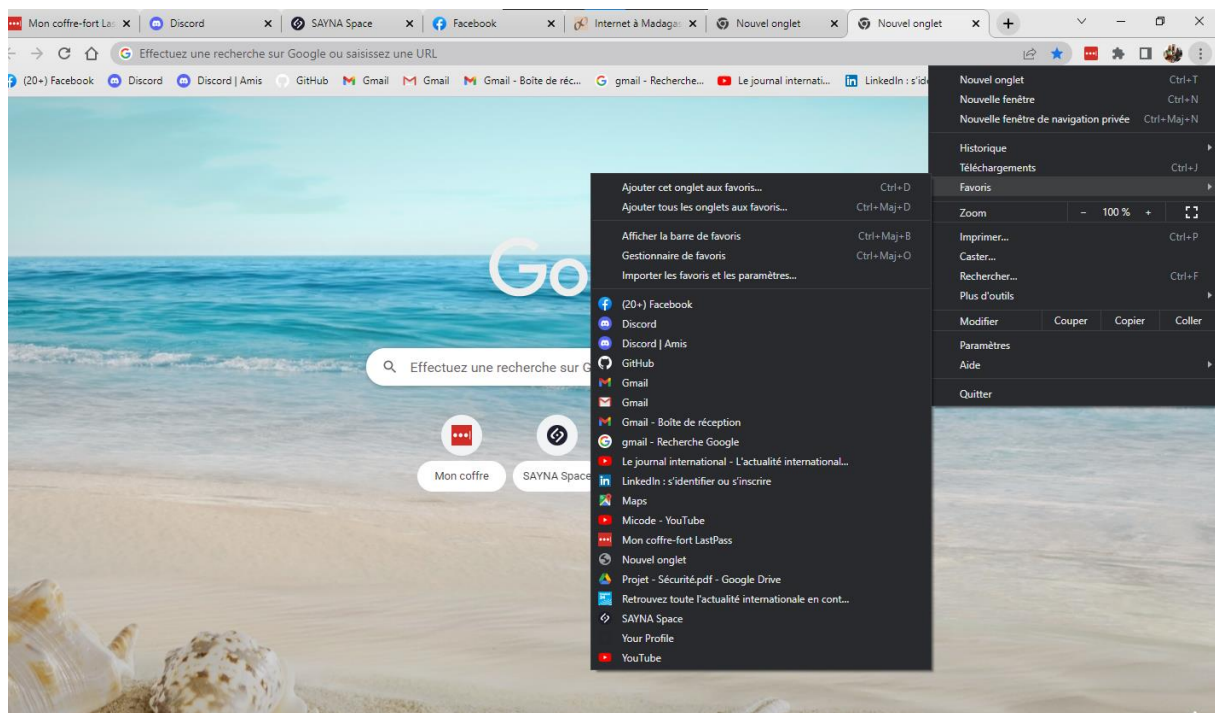 Mon coffre-fort Las
Discord
SAYNA Space
Facebook
Internet à Madagas
Nouvel onglet
Nouvel onglet
Effectuez une recherche sur Google ou saisissez une URL
(20+) Facebook Discord Discord | Amis GitHub Gmail Gmail Gmail - Boîte de réc... gmail - Recherche... Le journal internati... LinkedIn : s'ide
Go
Effectuez une recherche sur G
Mon coffre
SAYNA Space
Nouvel onglet Ctrl+T
Nouvelle fenêtre Ctrl+N
Nouvelle fenêtre de navigation privée Ctrl+Maj+N
Historique
Téléchargements Ctrl+J
Favoris
Zoom - 100 % +
Imprimer... Ctrl+P
Caster...
Rechercher... Ctrl+F
Plus d'outils
Modifier Couper Copier Coller
Paramètres
Aide
Quitter
Ajouter cet onglet aux favoris... Ctrl+D
Ajouter tous les onglets aux favoris... Ctrl+Maj+D
Afficher la barre de favoris Ctrl+Maj+B
Gestionnaire de favoris Ctrl+Maj+O
Importer les favoris et les paramètres...
(20+) Facebook
Discord
Discord | Amis
GitHub
Gmail
Gmail
Gmail - Boîte de réception
gmail - Recherche Google
Le journal international - L'actualité international...
LinkedIn : s'identifier ou s'inscrire
Maps
Micode - YouTube
Mon coffre-fort LastPass
Nouvel onglet
Projet - Sécurité.pdf - Google Drive
Retrouvez toute l'actualité internationale en cont...
SAYNA Space
Your Profile
YouTube